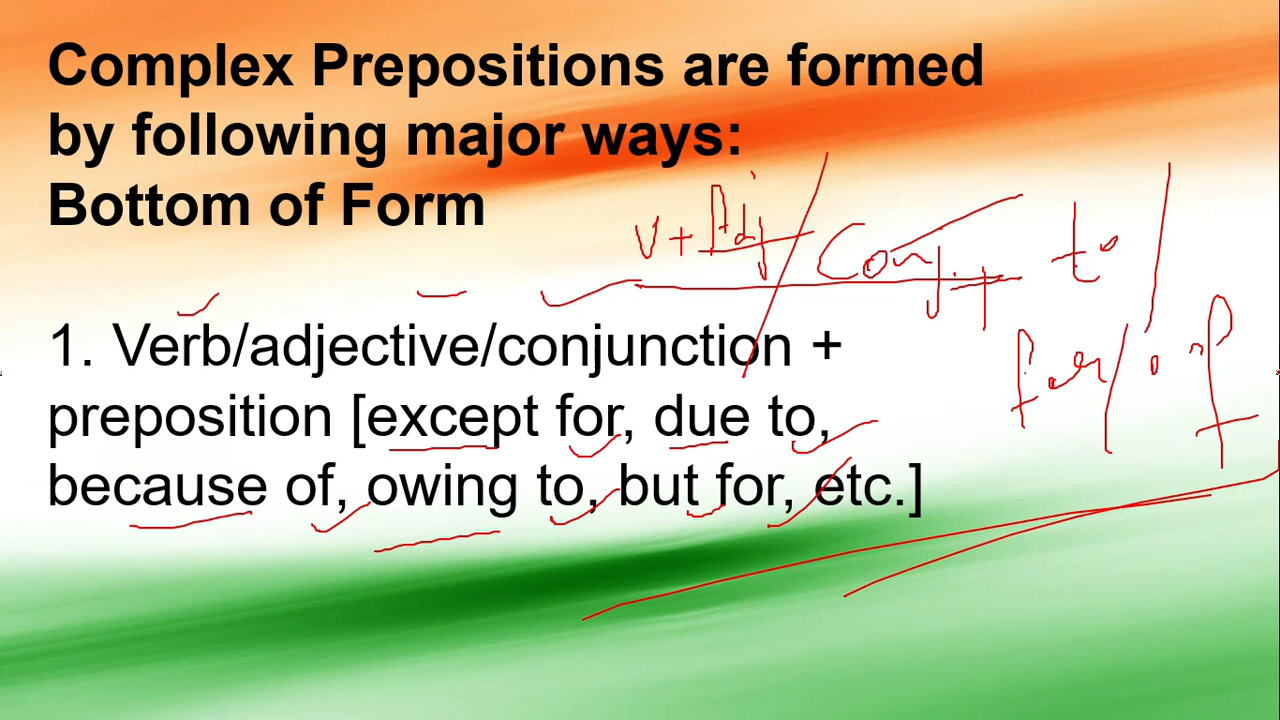 Complex Prepositions are formed
by following major ways:
Bottom of Form
V + Adj / Conj + to /
for / of
1. Verb/adjective/conjunction +
preposition [except for, due to,
because of, owing to, but for, etc.]